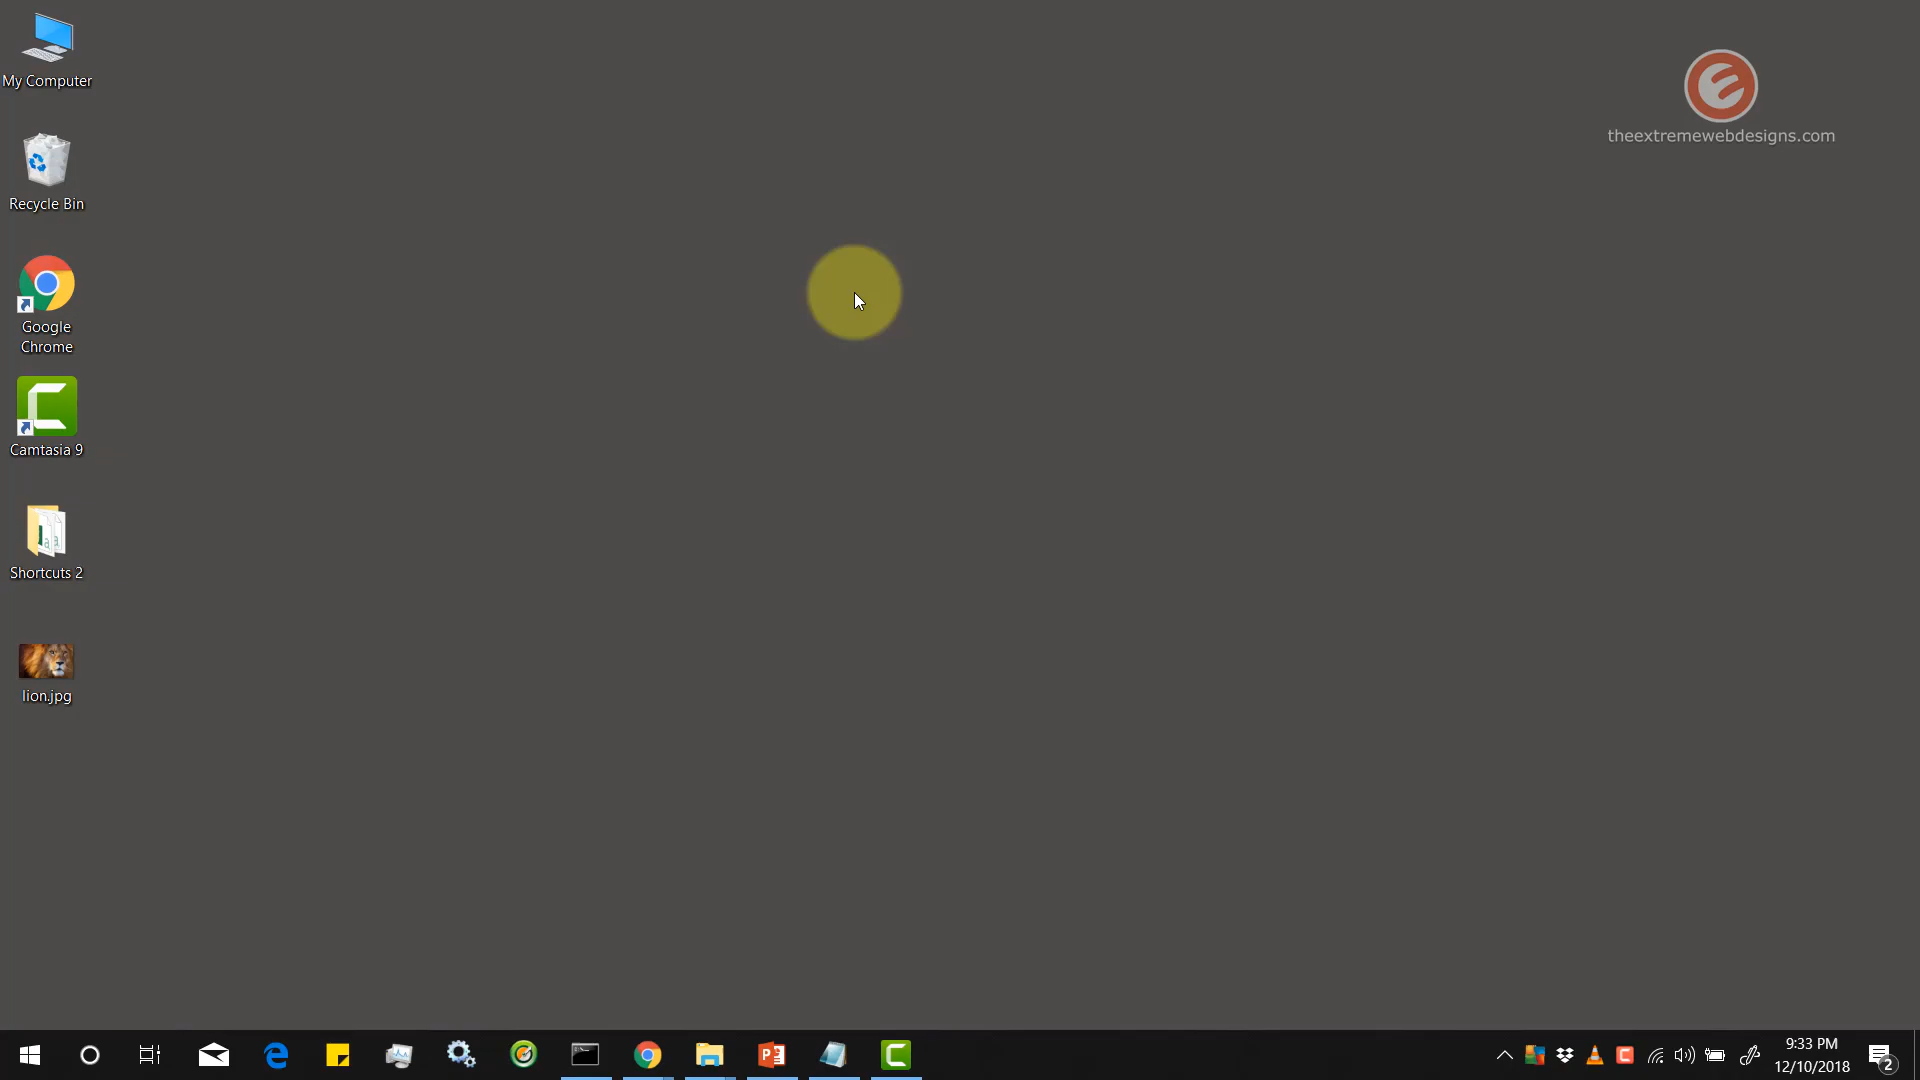 My Computer
theextremewebdesigns.com
Recycle Bin
Google
Chrome
Camtasia 9
Shortcuts 2
lion.jpg
9:33 PM
12/10/2018
2